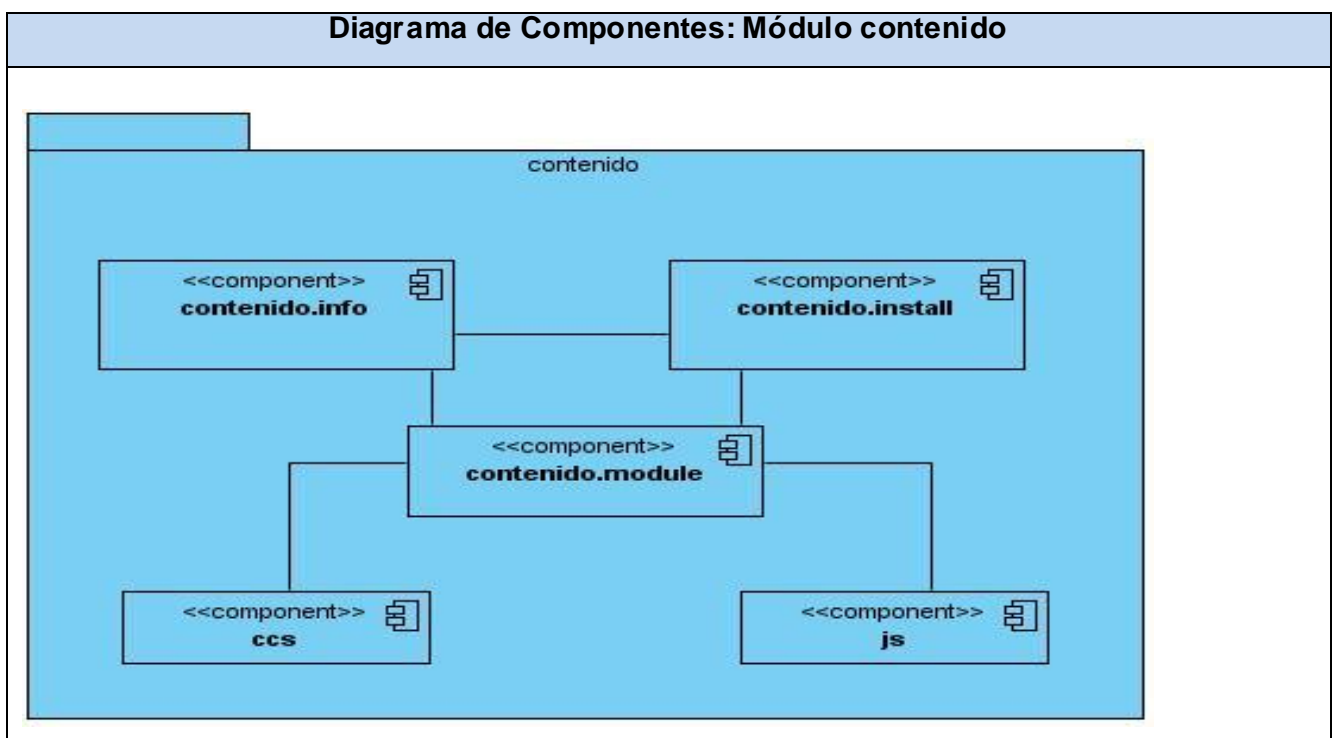 Diagrama de Componentes: Módulo contenido
contenido
<<component>>
contenido.info
<<component>>
contenido.install
<<component>>
contenido.module
<<component>>
ccs
<<component>>
js